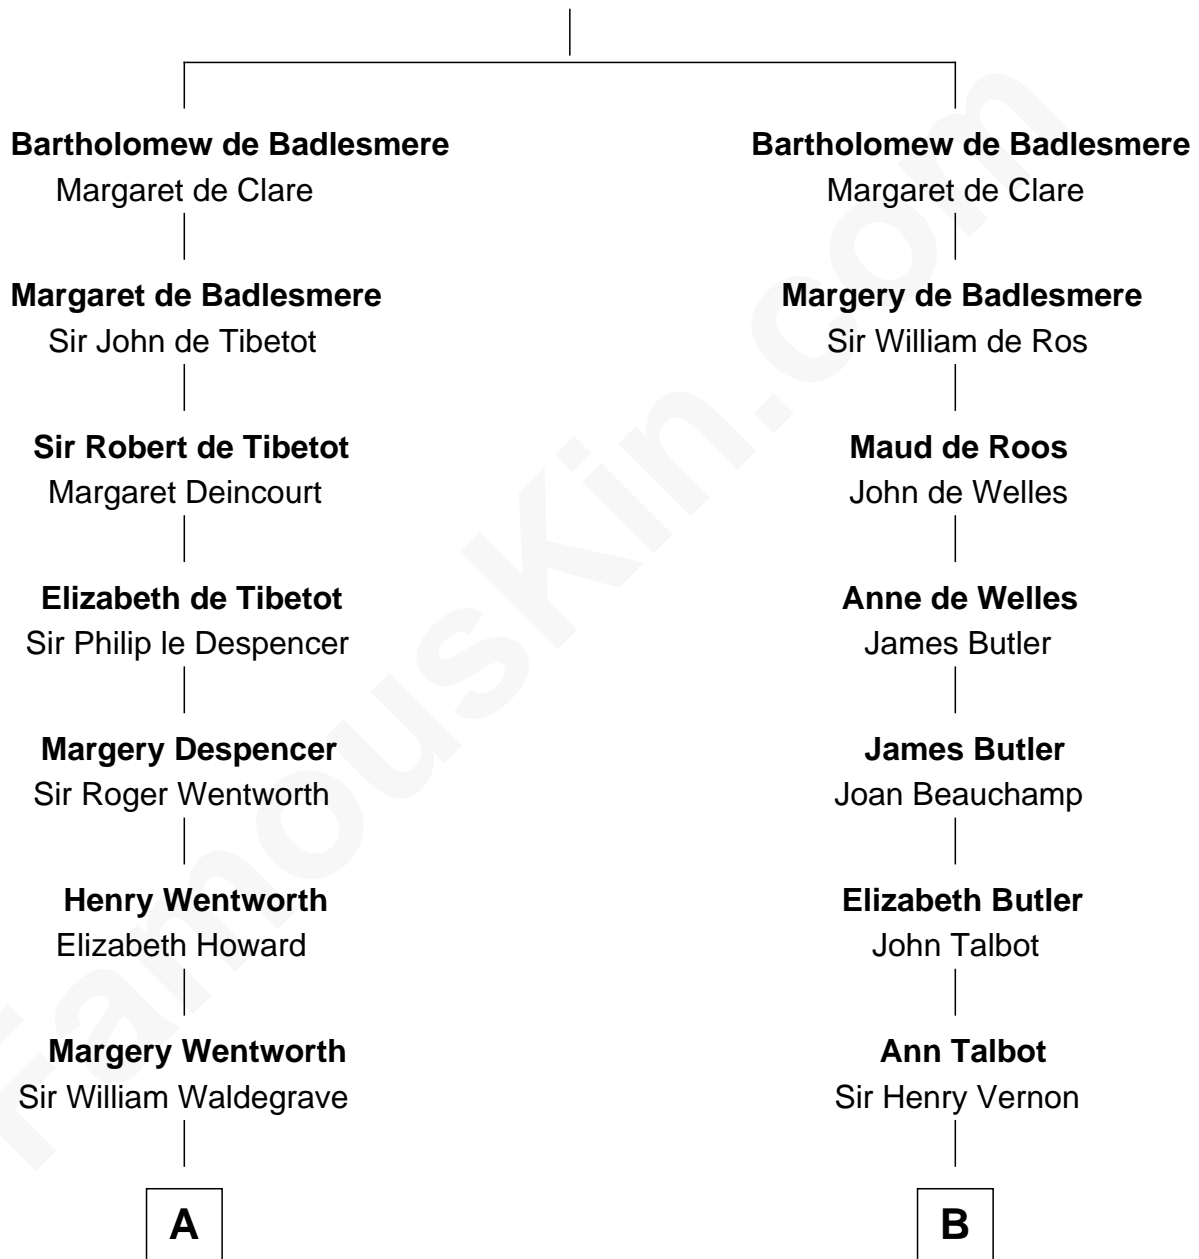 Bartholomew de Badlesmere
Margaret de Clare
Margaret de Badlesmere
Sir John de Tibetot
Sir Robert de Tibetot
Margaret Deincourt
Elizabeth de Tibetot
Sir Philip le Despencer
Margery Despencer
Sir Roger Wentworth
Henry Wentworth
Elizabeth Howard
Margery Wentworth
Sir William Waldegrave
A
Bartholomew de Badlesmere
Margaret de Clare
Margery de Badlesmere
Sir William de Ros
Maud de Roos
John de Welles
Anne de Welles
James Butler
James Butler
Joan Beauchamp
Elizabeth Butler
John Talbot
Ann Talbot
Sir Henry Vernon
B
FamousKin.com